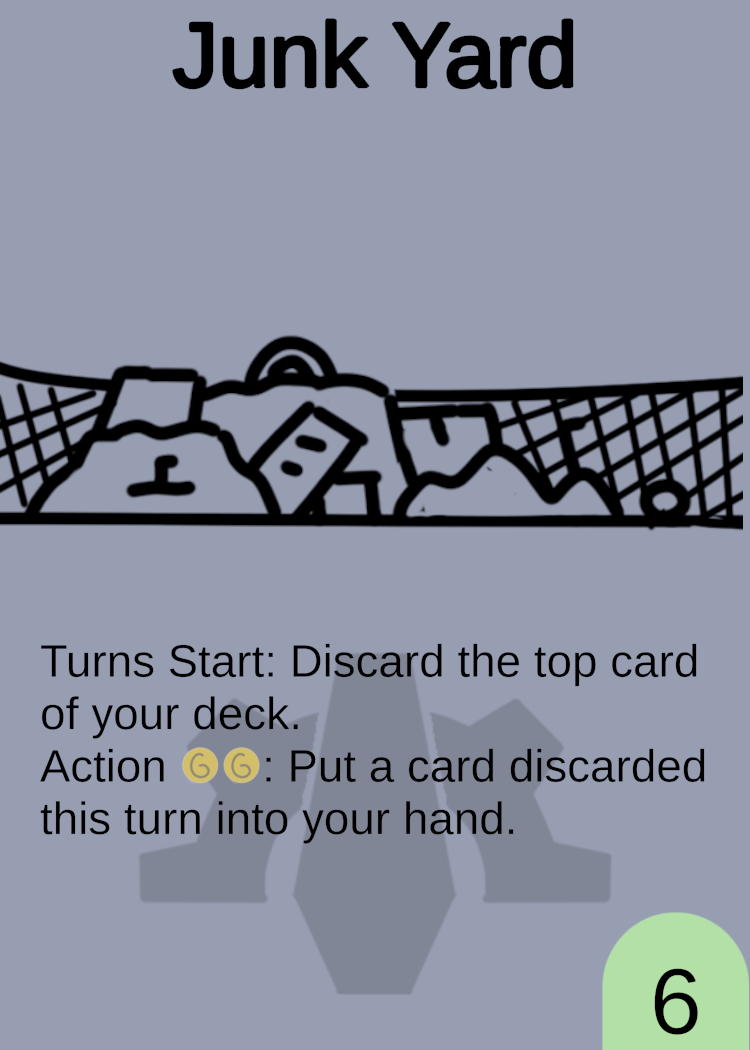 Junk Yard
Turns Start: Discard the top card
of your deck.
Action GG: Put a card discarded
this turn into your hand.
6